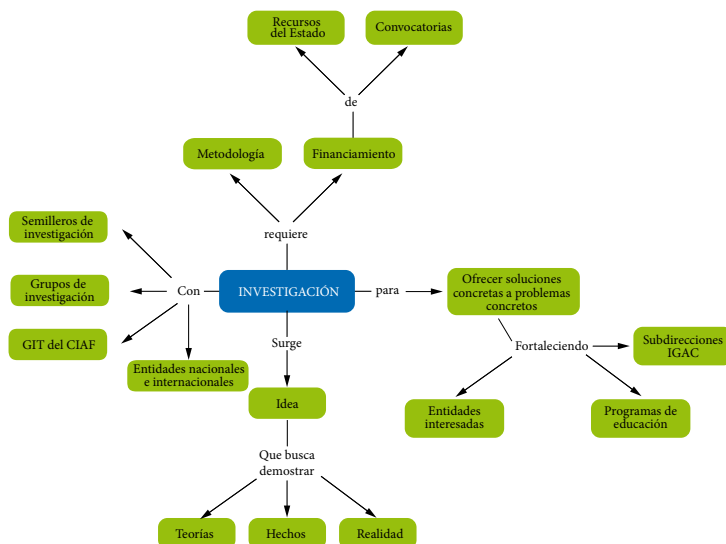 Recursos
del Estado
Convocatorias
de
Metodología
Financiamiento
requiere
Semilleros de
investigación
Grupos de
investigación
GIT del CIAF
Con
Entidades nacionales
e internacionales
INVESTIGACIÓN
para
Ofrecer soluciones
concretas a problemas
concretos
Fortaleciendo
Subdirecciones
IGAC
Entidades
interesadas
Programas de
educación
Surge
Idea
Que busca
demostrar
Teorías
Hechos
Realidad